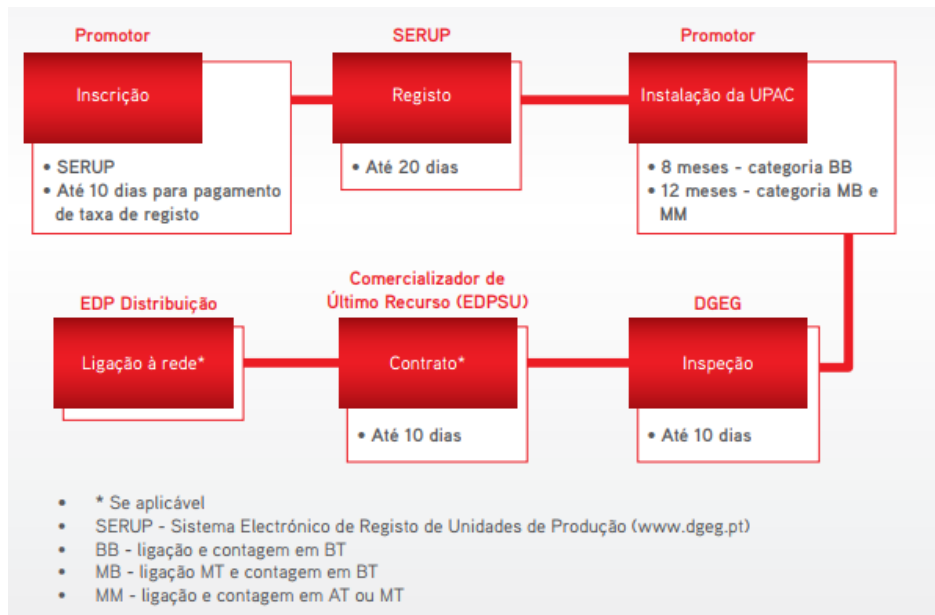 Promotor
Inscrição
• SERUP
• Até 10 dias para pagamento
de taxa de registo
SERUP
Registo
• Até 20 dias
Promotor
Instalação da UPAC
• 8 meses - categoria BB
• 12 meses - categoria MB e
MM
DGEG
Inspeção
• Até 10 dias
Comercializador de
Último Recurso (EDPSU)
Contrato*
• Até 10 dias
EDP Distribuição
Ligação à rede*
• * Se aplicável
• SERUP - Sistema Electrónico de Registo de Unidades de Produção (www.dgeg.pt)
• BB - ligação e contagem em BT
• MB - ligação MT e contagem em BT
• MM - ligação e contagem em AT ou MT